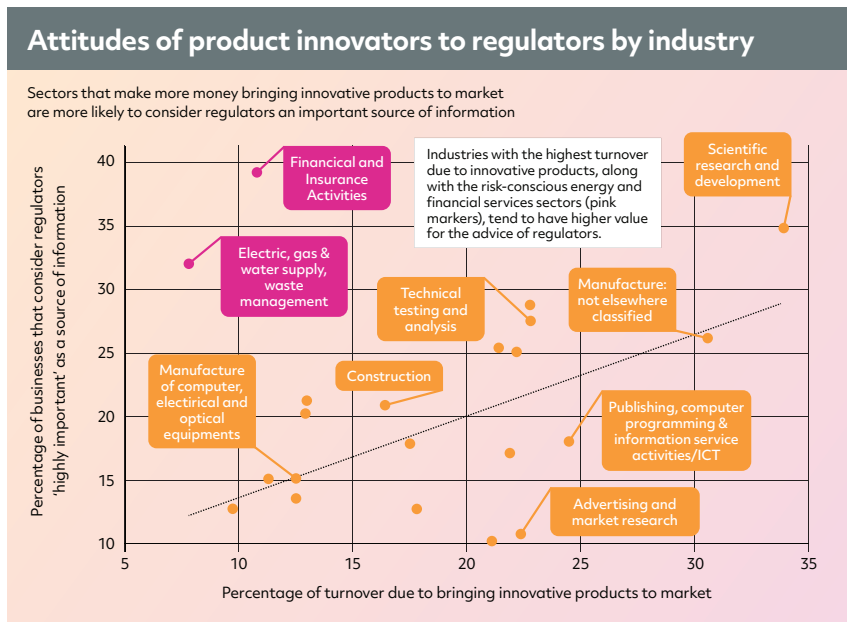 Attitudes of product innovators to regulators by industry
Sectors that make more money bringing innovative products to market
are more likely to consider regulators an important source of information
Percentage of businesses that consider regulators
‘highly important’ as a source of information
40
35
30
25
20
15
10
Financical and
Insurance
Activities
Industries with the highest turnover
due to innovative products, along
with the risk-conscious energy and
financial services sectors (pink
markers), tend to have higher value
for the advice of regulators.
Scientific
research and
development
Electric, gas &
water supply,
waste
management
Technical
testing and
analysis
Manufacture:
not elsewhere
classified
Manufacture
of computer,
electirical and
optical
equipments
Construction
Publishing, computer
programming &
information service
activities/ICT
Advertising and
market research
5
10
15
20
25
30
35
Percentage of turnover due to bringing innovative products to market